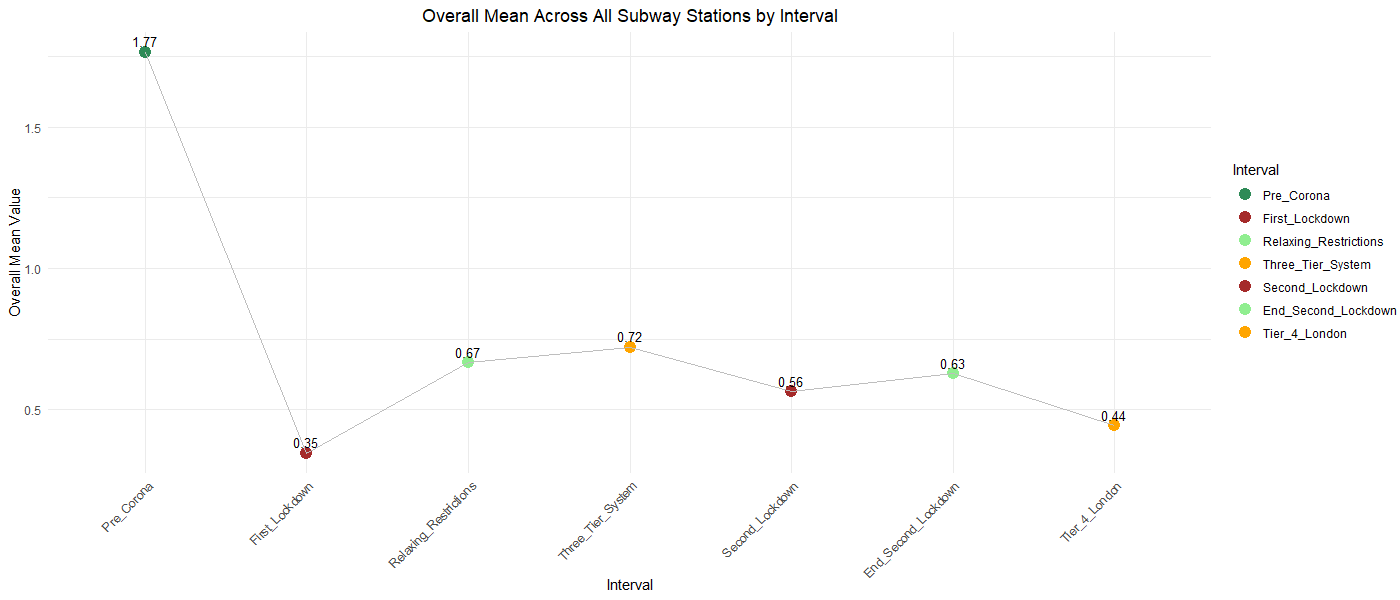 Overall Mean Across All Subway Stations by Interval
Overall Mean Value
1.5
1.0
0.5
1.77
0.35
0.67
0.72
0.56
0.63
0.44
Pre_Corona
First_Lockdown
Relaxing_Restrictions
Three_Tier_System
Second_Lockdown
End_Second_Lockdown
Tier_4_London
Interval
Interval
Pre_Corona
First_Lockdown
Relaxing_Restrictions
Three_Tier_System
Second_Lockdown
End_Second_Lockdown
Tier_4_London